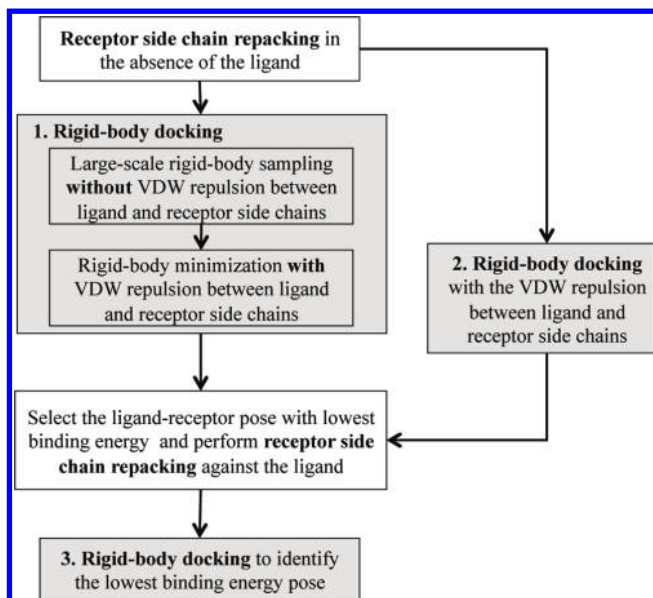 Receptor side chain repacking in
the absence of the ligand
1. Rigid-body docking
Large-scale rigid-body sampling
without VDW repulsion between
ligand and receptor side chains
Rigid-body minimization with
VDW repulsion between ligand
and receptor side chains
2. Rigid-body docking
with the VDW repulsion
between ligand and
receptor side chains
Select the ligand-receptor pose with lowest
binding energy and perform receptor side
chain repacking against the ligand
3. Rigid-body docking to identify
the lowest binding energy pose